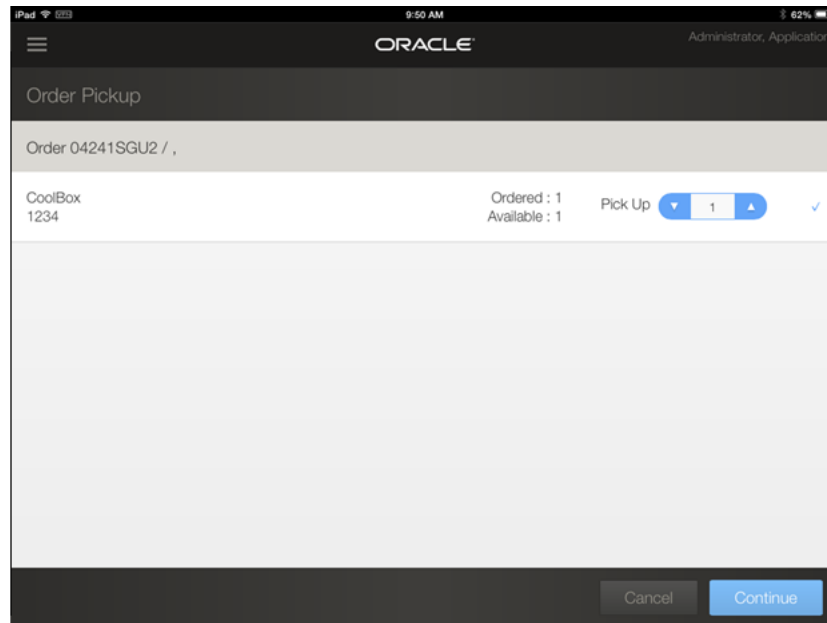 iPad 9:50 AM 62%
ORACLE Administrator, Application
Order Pickup
Order 04241SGU2 / ,
CoolBox
1234
Ordered : 1
Available : 1
Pick Up 1
Cancel Continue